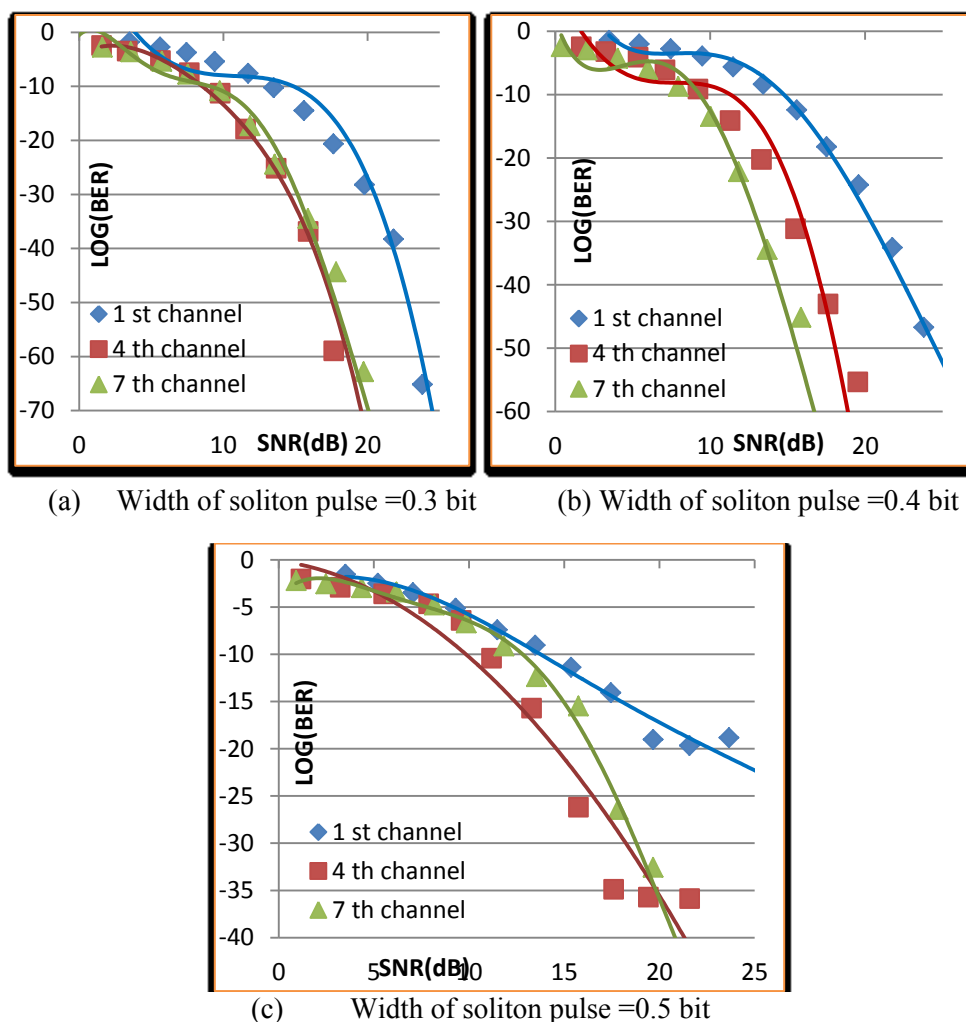 0
-10
-20
-30
-40
-50
-60
-70
0 10 20
LOG(BER)
SNR(dB)
1 st channel
4 th channel
7 th channel
0
-10
-20
-30
-40
-50
-60
0 10 20
LOG(BER)
SNR(dB)
1 st channel
4 th channel
7 th channel
(a) Width of soliton pulse =0.3 bit
(b) Width of soliton pulse =0.4 bit
0
-5
-10
-15
-20
-25
-30
-35
-40
0 5 10 15 20 25
LOG(BER)
SNR(dB)
1 st channel
4 th channel
7 th channel
(c) Width of soliton pulse =0.5 bit